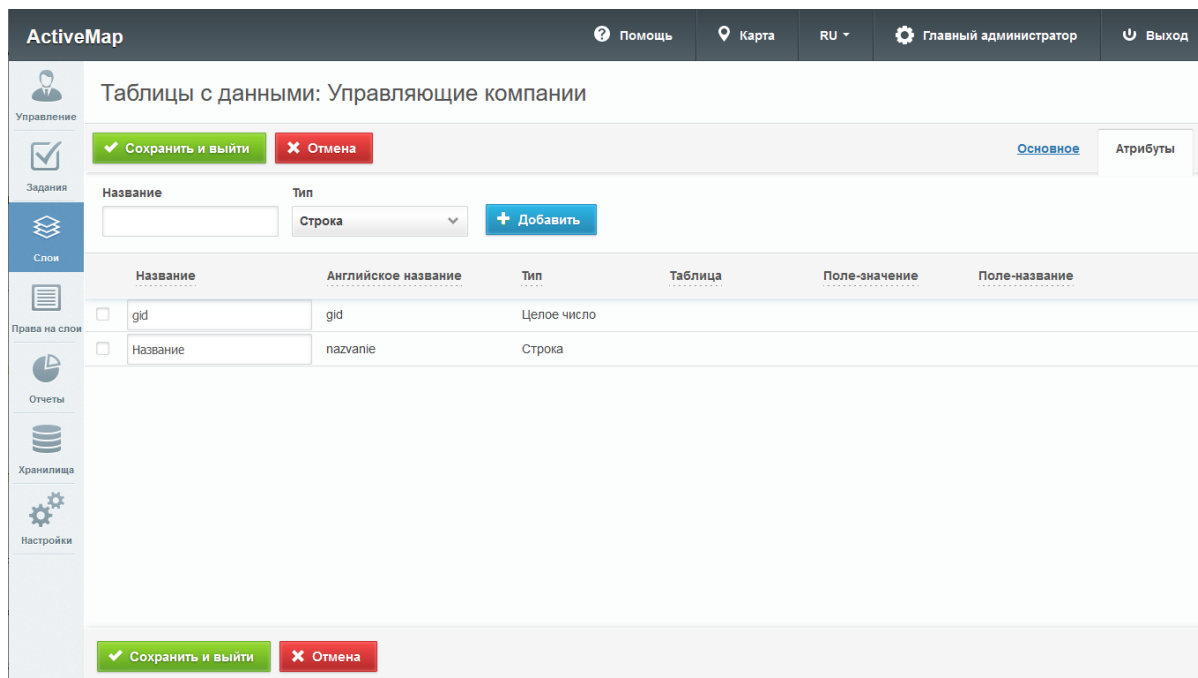 ActiveMap
Помощь
Карта
RU
Главный администратор
Выход
Управление
Задания
Слои
Права на слои
Отчеты
Хранилища
Настройки
Таблицы с данными: Управляющие компании
Сохранить и выйти
Отмена
Основное
Атрибуты
Название
Тип
Строка
Добавить
Название Английское название Тип Таблица Поле-значение Поле-название
gid gid Целое число
Название nazvanie Строка
Сохранить и выйти
Отмена